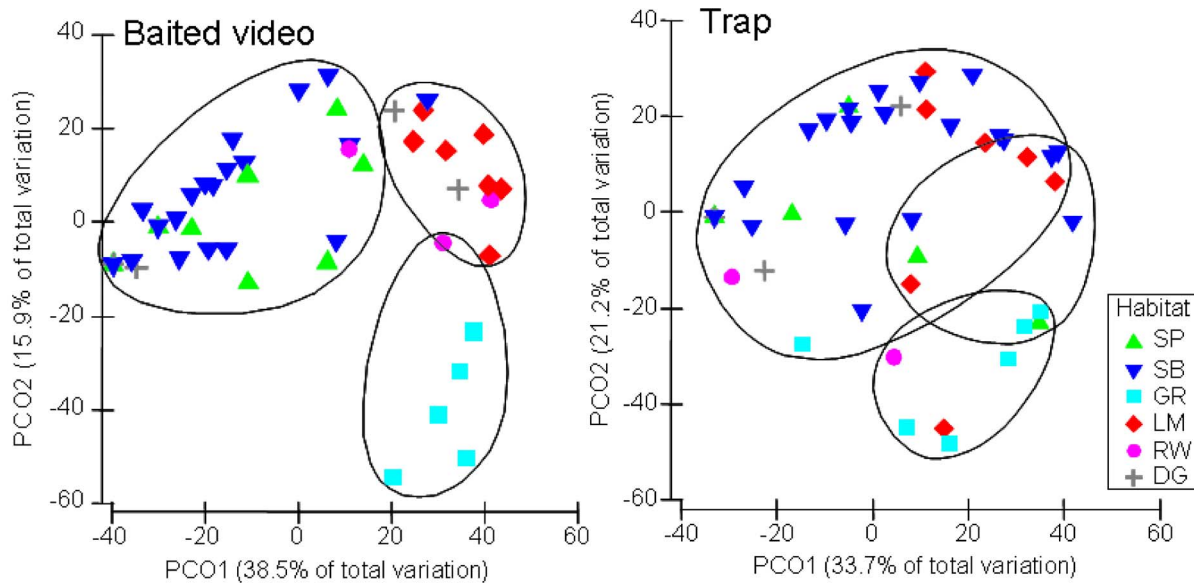 Baited video
40
20
0
-20
-40
-60
PCO2 (15.9% of total variation)
-40 -20 0 20 40 60
PCO1 (38.5% of total variation)
Trap
40
20
0
-20
-40
-60
PCO2 (21.2% of total variation)
-40 -20 0 20 40 60
PCO1 (33.7% of total variation)
Habitat
SP
SB
GR
LM
RW
DG